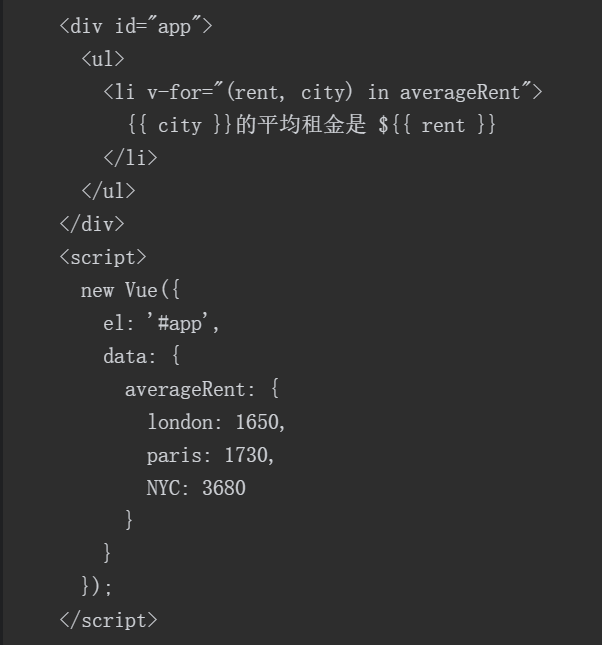 <div id="app">
<ul>
<li v-for="(rent, city) in averageRent">
{{ city }}的平均租金是 ${{ rent }}
</li>
</ul>
</div>
<script>
new Vue({
el: '#app',
data: {
averageRent: {
london: 1650,
paris: 1730,
NYC: 3680
}
}
});
</script>